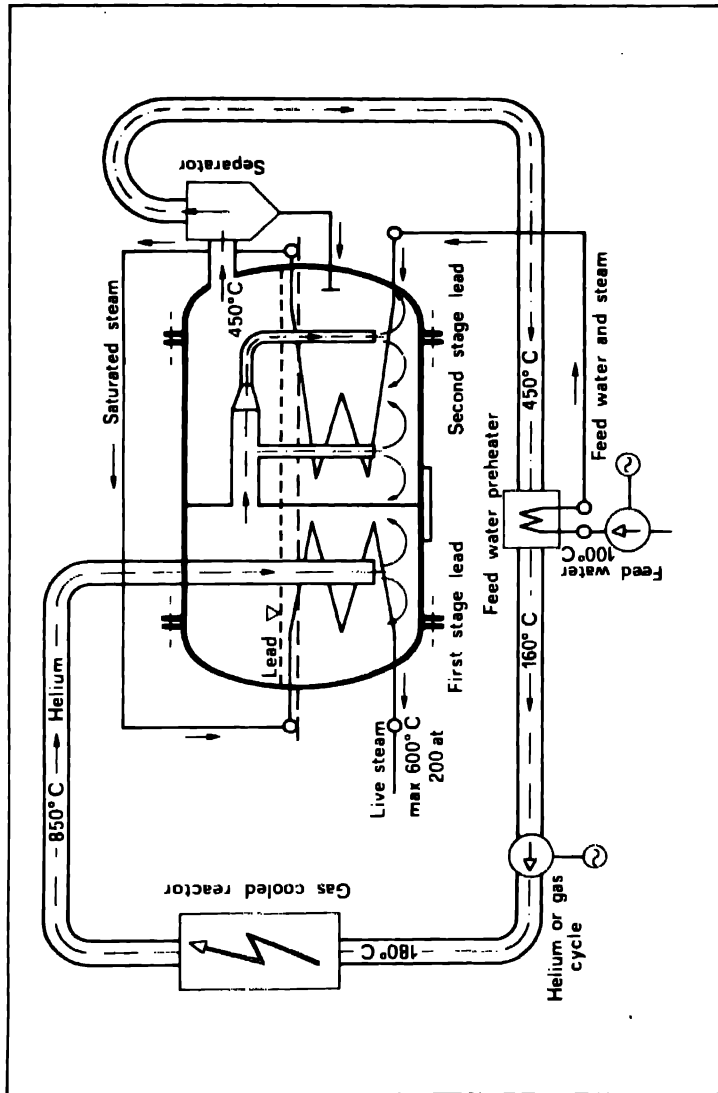 Gas cooled reactor
850°C
Helium
180°C
Helium or gas
cycle
160°C
Saturated steam
Lead
First stage lead
Second stage lead
Live steam
max 600°C
200 at
450°C
Separator
Feed water preheater
450°C
Feed water
100°C
Feed water and steam